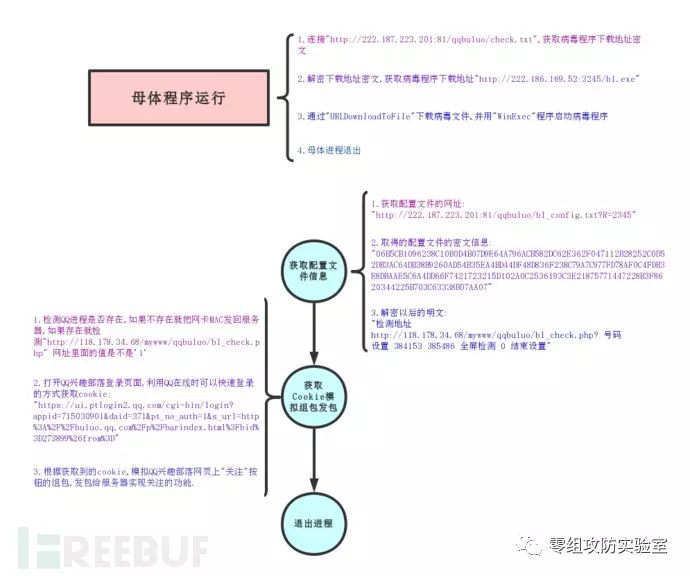 1.连接"http://222.187.223.201:81/qqbuluo/check.txt",获取病毒程序下载地址密
文
2.解密下载地址密文,获取病毒程序下载地址"http://222.186.169.52:3245/bl.exe"
母体程序运行
3.通过"URLDownloadToFile"下载病毒文件,并用"WinExec"程序启动病毒程序
4.母体进程退出
1.获取配置文件的网址:
"http://222.187.223.201:81/qqbuluo/bl_config.txt?R=2345"
获取配置文
件信息
2.取得的配置文件的密文信息:
3.解密以后的明文:
"检测地址
http://118.178.34.68/mywww/qqbuluo/bl_check.php? 号码
设置 384153 385486 全屏检测 0 结束设置"
1.检测QQ进程是否存在,如果不存在就把网卡MAC发回服务
器,如果存在就检
测"http://118.178.34.68/mywww/qqbuluo/bl_check.p
hp" 网址里面的值是不是'1'
获取
Cookie模
拟组包发包
2.打开QQ兴趣部落登录页面,利用QQ在线时可以快速登录
的方式获取cookie:
"https://ui.ptlogin2.qq.com/cgi-bin/login?
appid=715030901&daid=371&pt_no_auth=1&s_url=http
%3A%2F%2Fbuluo.qq.com%2Fp%2Fbarindex.html%3Fbid%
3D273899%26from%3D"
3.根据获取到的cookie,模拟QQ兴趣部落网页上"关注"按
钮的组包,发包给服务器实现关注的功能.
退出进程
FREEBUF
零组攻防实验室